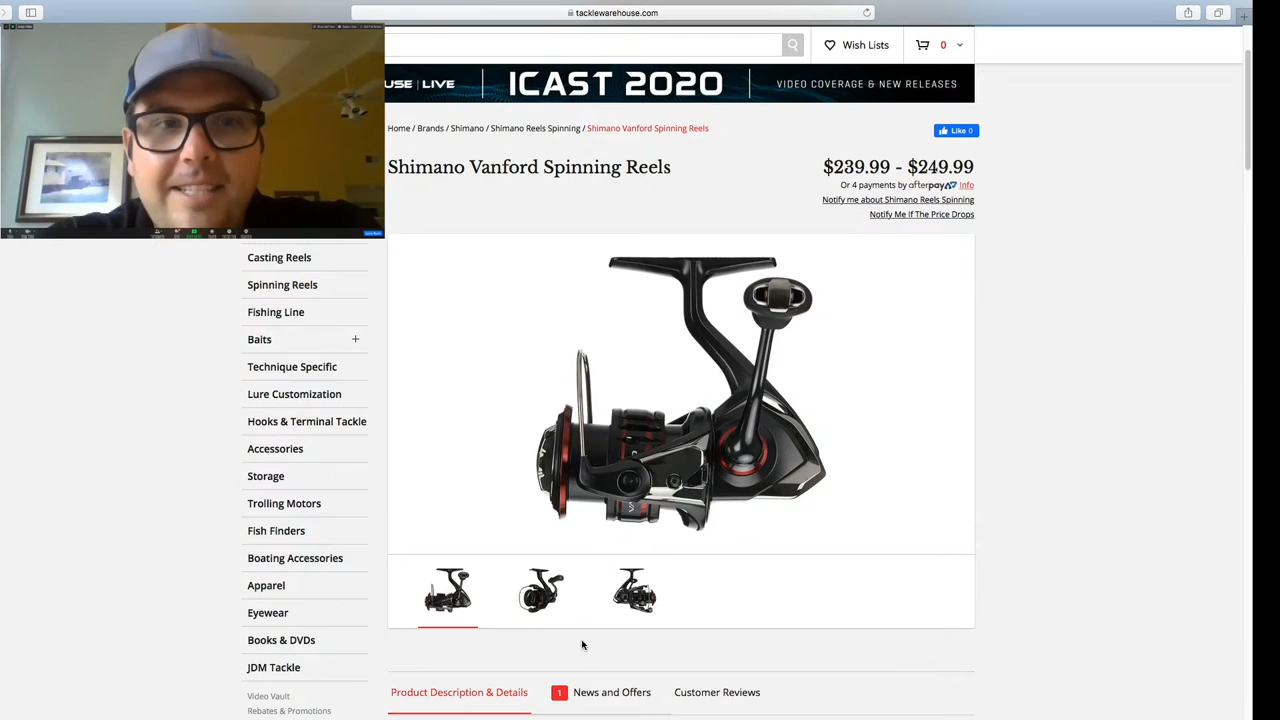 tacklewarehouse.com
Wish Lists
0
USE | LIVE
ICAST 2020
VIDEO COVERAGE & NEW RELEASES
Home / Brands / Shimano / Shimano Reels Spinning / Shimano Vanford Spinning Reels
Like 0
Shimano Vanford Spinning Reels
$239.99 - $249.99
Or 4 payments by afterpay Info
Notify me about Shimano Reels Spinning
Notify Me If The Price Drops
Casting Reels
Spinning Reels
Fishing Line
Baits +
Technique Specific
Lure Customization
Hooks & Terminal Tackle
Accessories
Storage
Trolling Motors
Fish Finders
Boating Accessories
Apparel
Eyewear
Books & DVDs
JDM Tackle
Video Vault
Rebates & Promotions
Product Description & Details
1 News and Offers
Customer Reviews